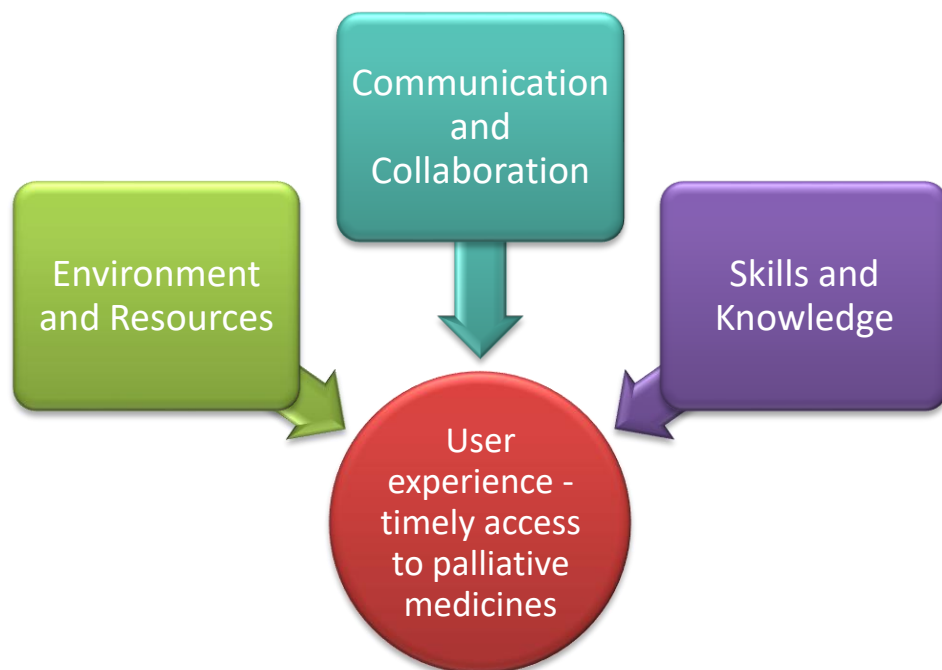 Communication
and
Collaboration
Environment
and Resources
Skills and
Knowledge
User
experience -
timely access
to palliative
medicines